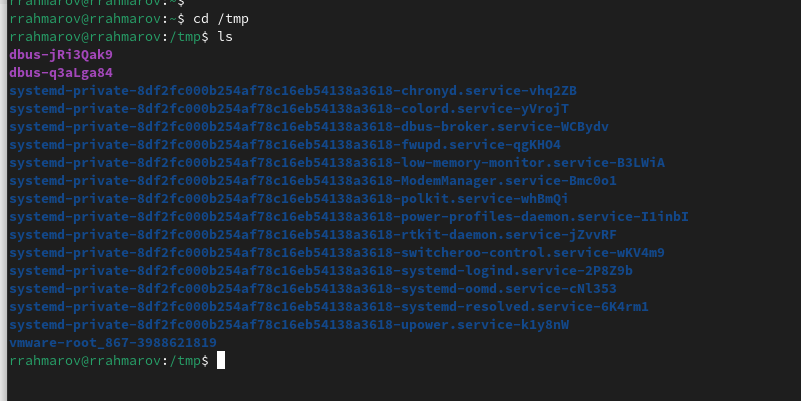 rrahmarov@rrahmarov:~$
rrahmarov@rrahmarov:~$ cd /tmp
rrahmarov@rrahmarov:/tmp$ ls
dbus-jRi3Qak9
dbus-q3aLga84
systemd-private-8df2fc000b254af78c16eb54138a3618-chronyd.service-vhq2ZB
systemd-private-8df2fc000b254af78c16eb54138a3618-colord.service-yVrojT
systemd-private-8df2fc000b254af78c16eb54138a3618-dbus-broker.service-WCBydv
systemd-private-8df2fc000b254af78c16eb54138a3618-fwupd.service-qgKHO4
systemd-private-8df2fc000b254af78c16eb54138a3618-low-memory-monitor.service-B3LWiA
systemd-private-8df2fc000b254af78c16eb54138a3618-ModemManager.service-Bmc0o1
systemd-private-8df2fc000b254af78c16eb54138a3618-polkit.service-whBmQi
systemd-private-8df2fc000b254af78c16eb54138a3618-power-profiles-daemon.service-I1inbI
systemd-private-8df2fc000b254af78c16eb54138a3618-rtkit-daemon.service-jZvvRF
systemd-private-8df2fc000b254af78c16eb54138a3618-switcheroo-control.service-wKV4m9
systemd-private-8df2fc000b254af78c16eb54138a3618-systemd-logind.service-2P8Z9b
systemd-private-8df2fc000b254af78c16eb54138a3618-systemd-oomd.service-cNl353
systemd-private-8df2fc000b254af78c16eb54138a3618-systemd-resolved.service-6K4rm1
systemd-private-8df2fc000b254af78c16eb54138a3618-upower.service-k1y8nW
vmware-root_867-3988621819
rrahmarov@rrahmarov:/tmp$